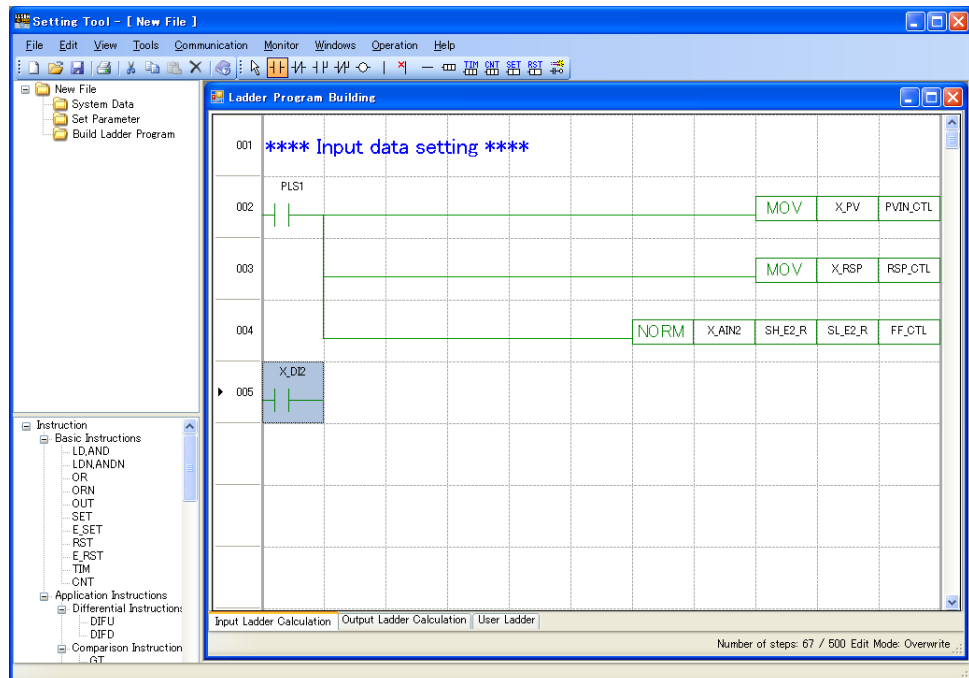 Setting Tool - [ New File ]
File Edit View Tools Communication Monitor Windows Operation Help
TIM CNT SET RST
New File
System Data
Set Parameter
Build Ladder Program
Ladder Program Building
001 **** Input data setting ****
PLS1
002 MOV X_PV PVIN_CTL
003 MOV X_RSP RSP_CTL
004 NORM X_AIN2 SH_E2_R SL_E2_R FF_CTL
X_DI2
005
Instruction
Basic Instructions
LD,AND
LDN,ANDN
OR
ORN
OUT
SET
E_SET
RST
E_RST
TIM
CNT
Application Instructions
Differential Instructions
DIFU
DIFD
Comparison Instruction
GT
Input Ladder Calculation Output Ladder Calculation User Ladder
Number of steps: 67 / 500 Edit Mode: Overwrite